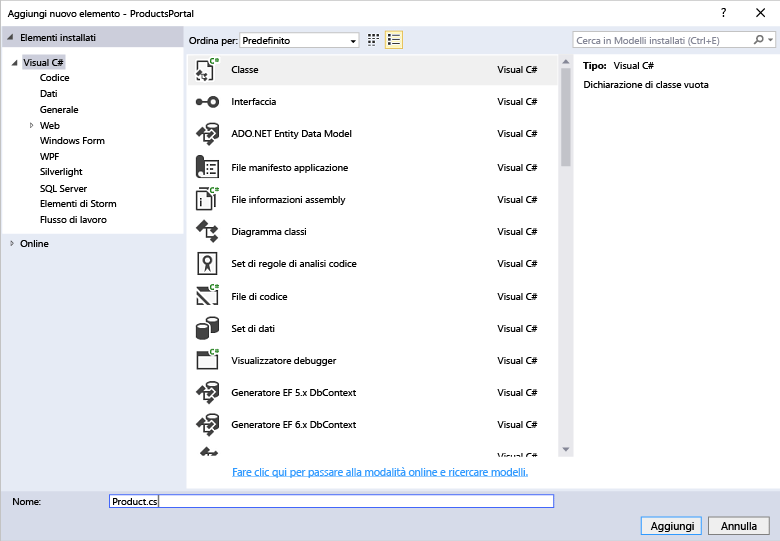 Aggiungi nuovo elemento - ProductsPortal
Elementi installati
Visual C#
Codice
Dati
Generale
Web
Windows Form
WPF
Silverlight
SQL Server
Elementi di Storm
Flusso di lavoro
Online
Ordina per: Predefinito
Classe Visual C#
Interfaccia Visual C#
ADO.NET Entity Data Model Visual C#
File manifesto applicazione Visual C#
File informazioni assembly Visual C#
Diagramma classi Visual C#
Set di regole di analisi codice Visual C#
File di codice Visual C#
Set di dati Visual C#
Visualizzatore debugger Visual C#
Generatore EF 5.x DbContext Visual C#
Generatore EF 6.x DbContext Visual C#
Fare clic qui per passare alla modalità online e ricercare modelli.
Cerca in Modelli installati (Ctrl+E)
Tipo: Visual C#
Dichiarazione di classe vuota
Nome: Product.cs
Aggiungi Annulla